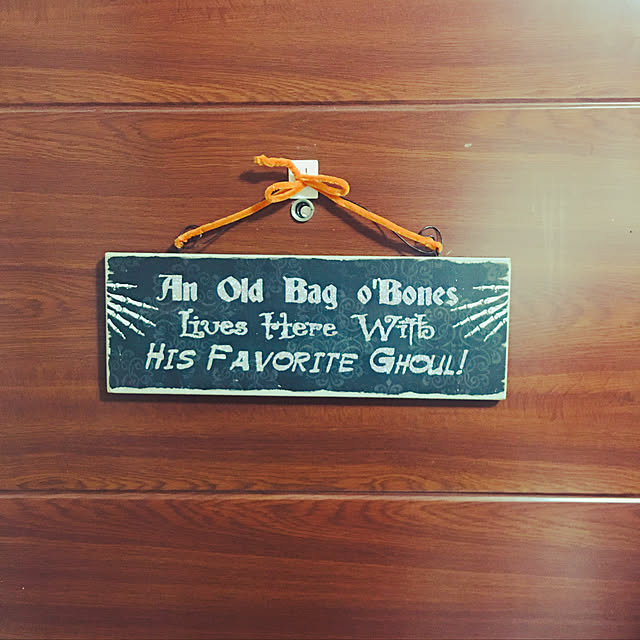 An Old Bag o'Bones
Lives Here With
His Favorite Ghoul!